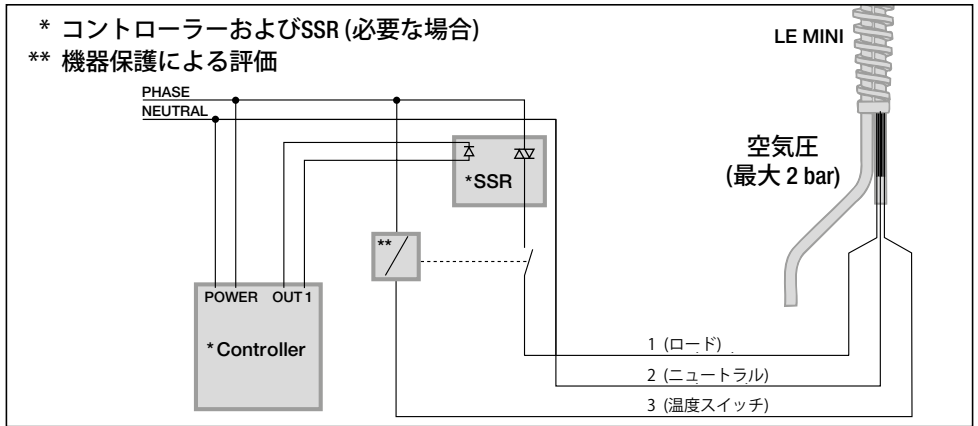 * コントローラーおよびSSR (必要な場合)
** 機器保護による評価
LE MINI
PHASE
NEUTRAL
空気圧
(最大 2 bar)
*SSR
**
POWER OUT 1
*Controller
1 (ロード)
2 (ニュートラル)
3 (温度スイッチ)